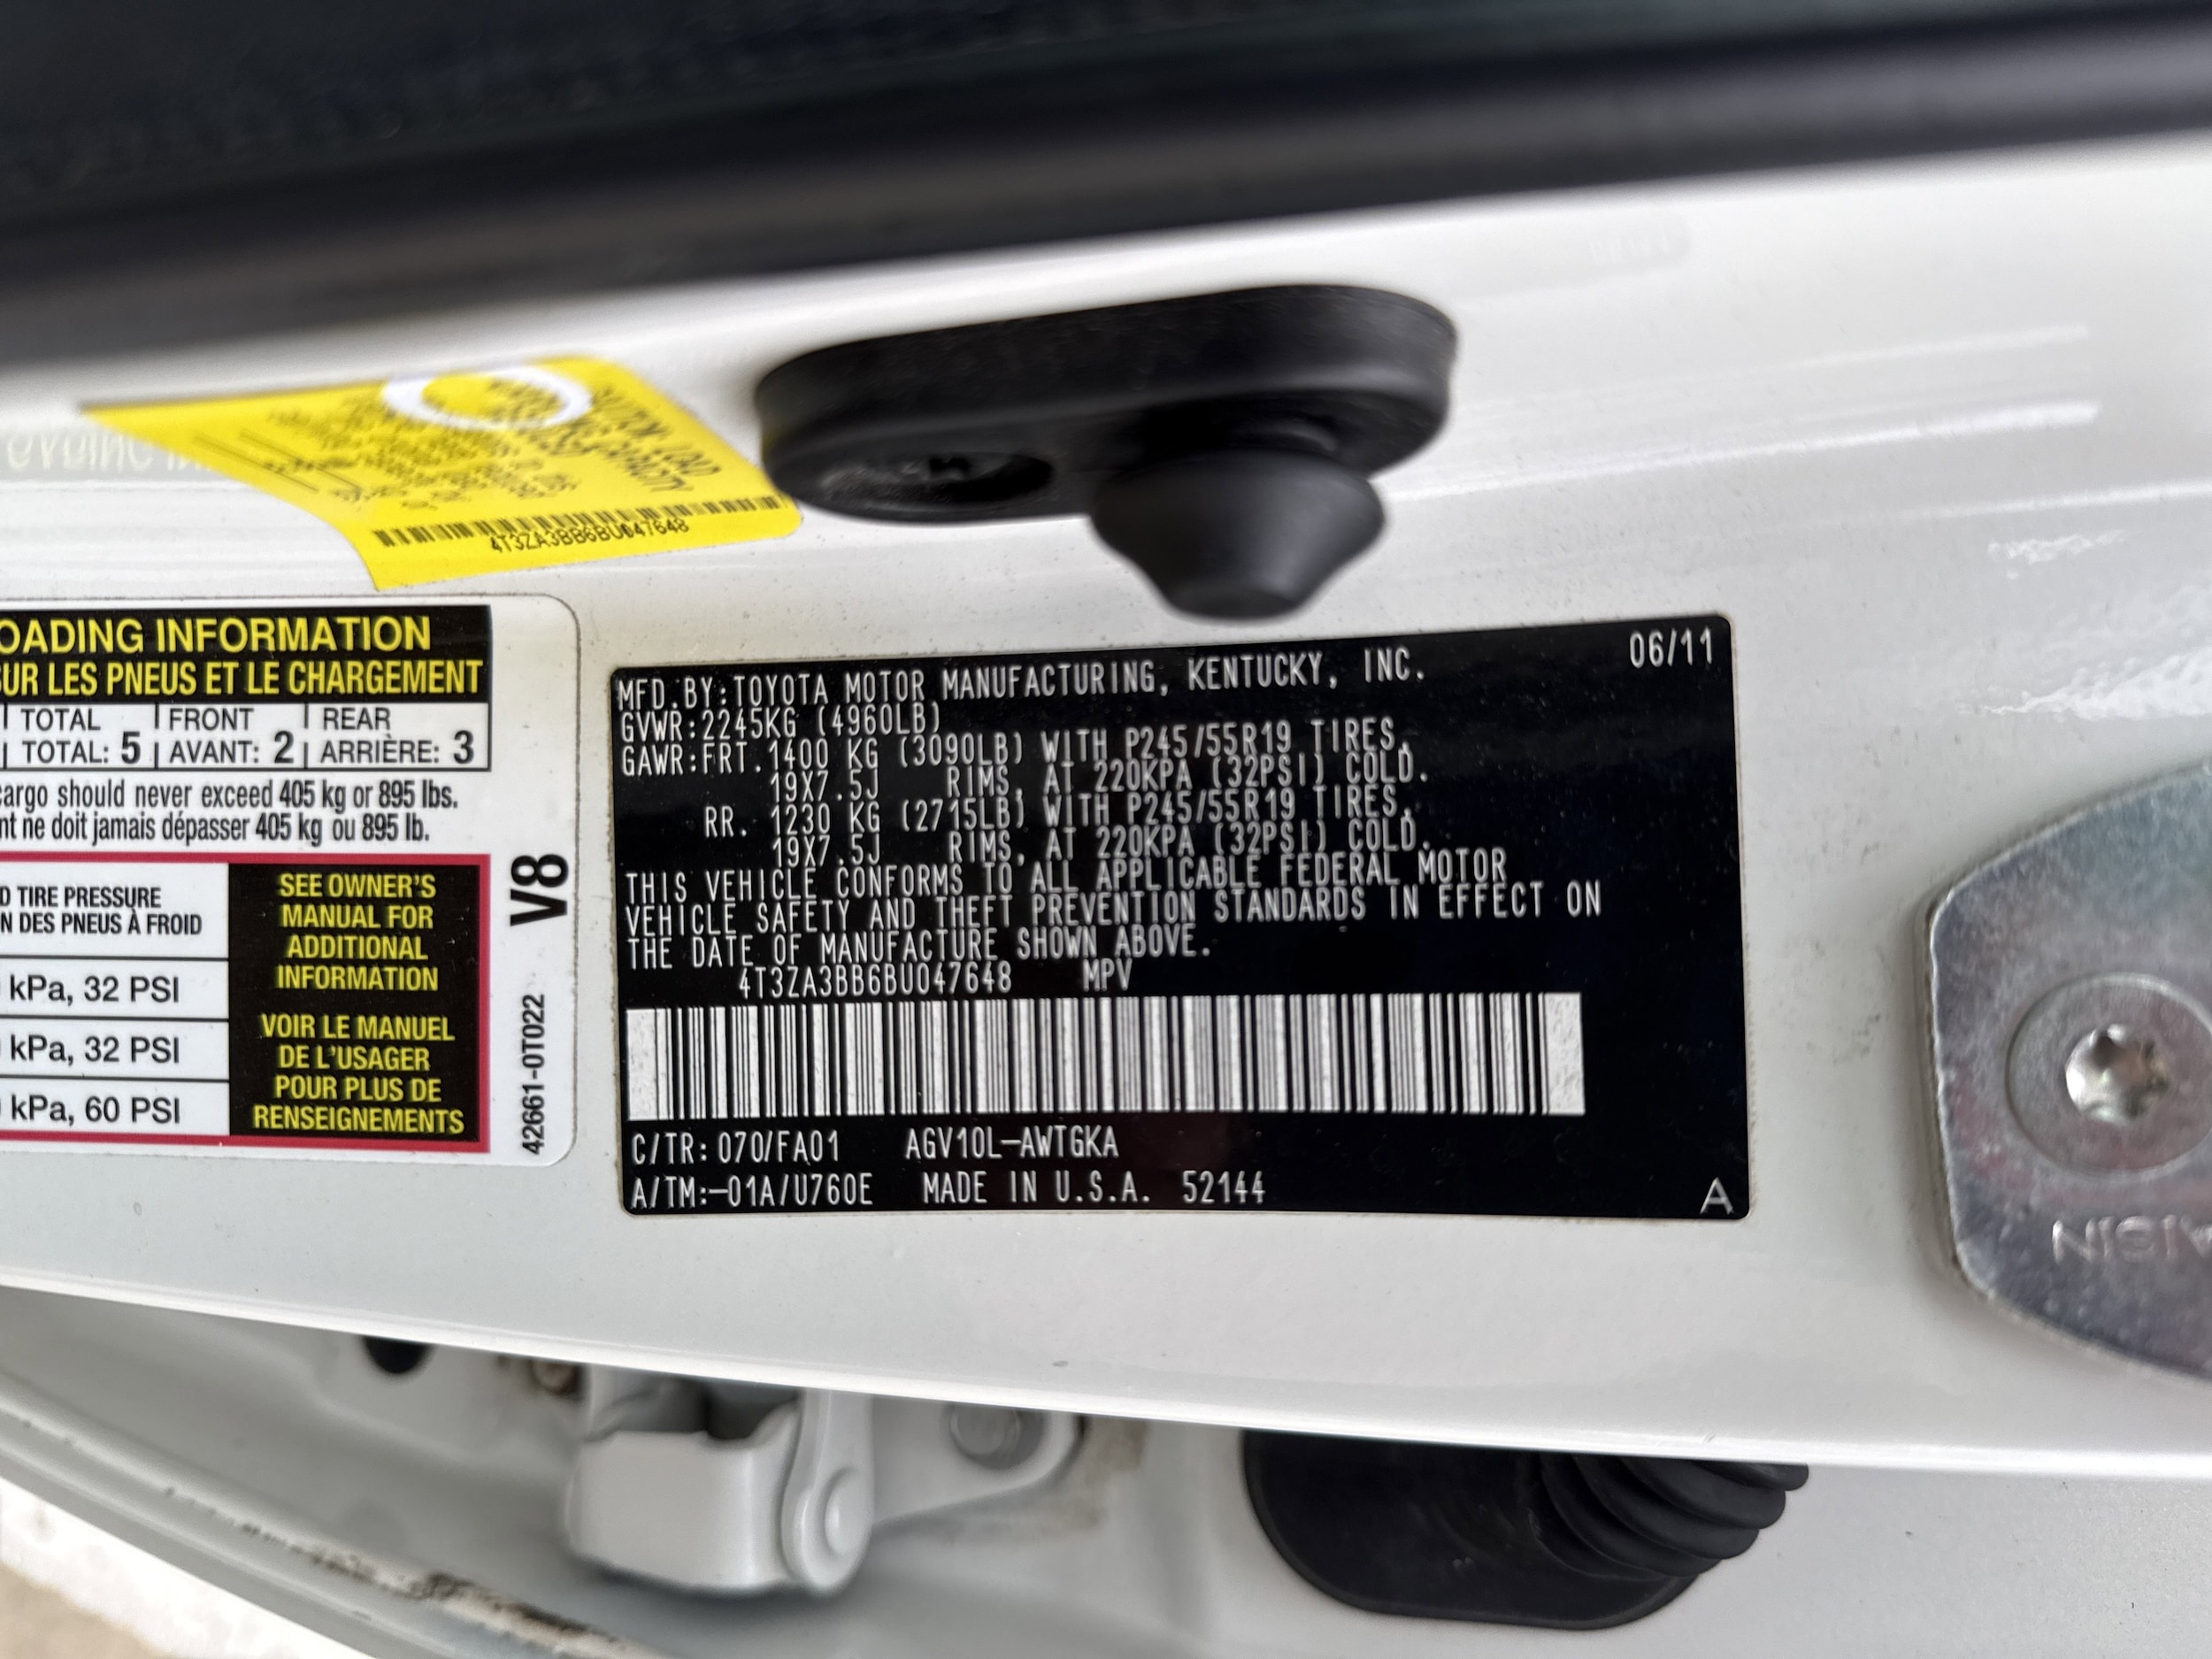 CAUTION: LOAD
4T3ZA3BB6BU047648
OADING INFORMATION
SUR LES PNEUS ET LE CHARGEMENT
TOTAL FRONT REAR
TOTAL: 5 AVANT: 2 ARRIÈRE: 3
cargo should never exceed 405 kg or 895 lbs.
nt ne doit jamais dépasser 405 kg ou 895 lb.
D TIRE PRESSURE
N DES PNEUS À FROID
kPa, 32 PSI
kPa, 32 PSI
kPa, 60 PSI
SEE OWNER'S
MANUAL FOR
ADDITIONAL
INFORMATION
VOIR LE MANUEL
DE L'USAGER
POUR PLUS DE
RENSEIGNEMENTS
V8
42661-0T022
06/11
MFD.BY:TOYOTA MOTOR MANUFACTURING, KENTUCKY, INC.
GVWR:2245KG (4960LB)
GAWR:FRT.1400 KG (3090LB) WITH P245/55R19 TIRES,
19X7.5J RIMS, AT 220KPA (32PSI) COLD.
RR. 1230 KG (2715LB) WITH P245/55R19 TIRES,
19X7.5J RIMS, AT 220KPA (32PSI) COLD.
THIS VEHICLE CONFORMS TO ALL APPLICABLE FEDERAL MOTOR
VEHICLE SAFETY AND THEFT PREVENTION STANDARDS IN EFFECT ON
THE DATE OF MANUFACTURE SHOWN ABOVE.
4T3ZA3BB6BU047648 MPV
C/TR: 070/FA01 AGV10L-AWTGKA
A/TM:-01A/U760E MADE IN U.S.A. 52144
A
AISIN